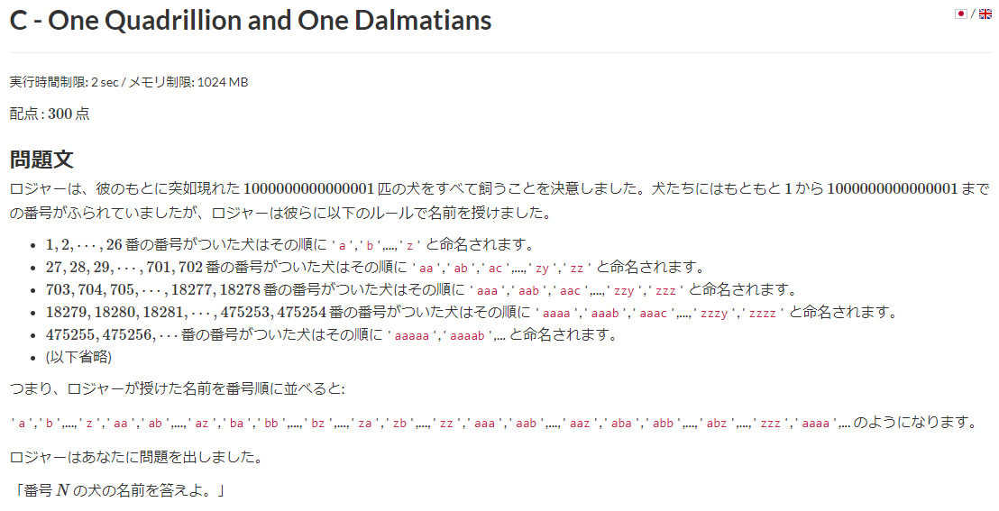 C - One Quadrillion and One Dalmatians
/
実行時間制限: 2 sec / メモリ制限: 1024 MB
配点 : 300 点
問題文
ロジャーは、彼のもとに突如現れた 1000000000000001 匹の犬をすべて飼うことを決意しました。犬たちにはもともと 1 から 1000000000000001 まで
の番号がふられていましたが、ロジャーは彼らに以下のルールで名前を授けました。
• 1, 2, ⋯, 26 番の番号がついた犬はその順に ' a ',' b ',...,' z ' と命名されます。
• 27, 28, 29, ⋯, 701, 702 番の番号がついた犬はその順に ' aa ',' ab ',' ac ',...,' zy ',' zz ' と命名されます。
• 703, 704, 705, ⋯, 18277, 18278 番の番号がついた犬はその順に ' aaa ',' aab ',' aac ',...,' zzy ',' zzz ' と命名されます。
• 18279, 18280, 18281, ⋯, 475253, 475254 番の番号がついた犬はその順に ' aaaa ',' aaab ',' aaac ',...,' zzzy ',' zzzz ' と命名されます。
• 475255, 475256, ⋯ 番の番号がついた犬はその順に ' aaaaa ',' aaaab ',... と命名されます。
• (以下省略)
つまり、ロジャーが授けた名前を番号順に並べると:
' a ',' b ',...,' z ',' aa ',' ab ',...,' az ',' ba ',' bb ',...,' bz ',...,' za ',' zb ',...,' zz ',' aaa ',' aab ',...,' aaz ',' aba ',' abb ',...,' abz ',...,' zzz ',' aaaa ',... のようになります。
ロジャーはあなたに問題を出しました。
「番号 N の犬の名前を答えよ。」